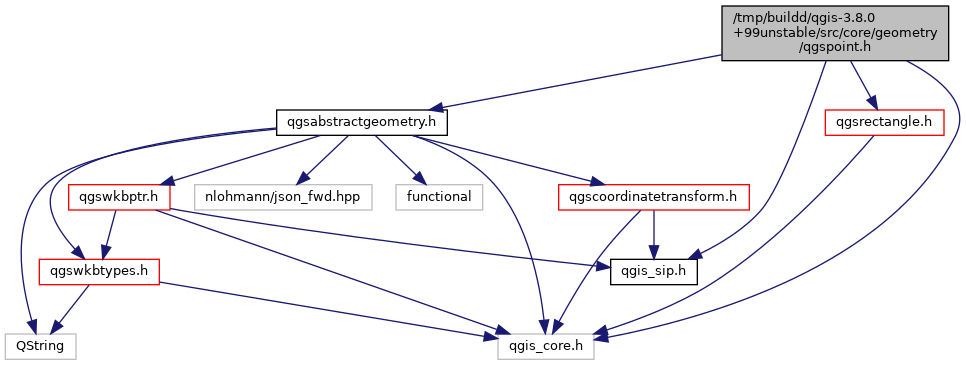 /tmp/buildd/qgis-3.8.0
+99unstable/src/core/geometry
/qgspoint.h
qgsabstractgeometry.h
qgsrectangle.h
qgswkbptr.h
nlohmann/json_fwd.hpp
functional
qgscoordinatetransform.h
qgswkbtypes.h
qgis_sip.h
QString
qgis_core.h